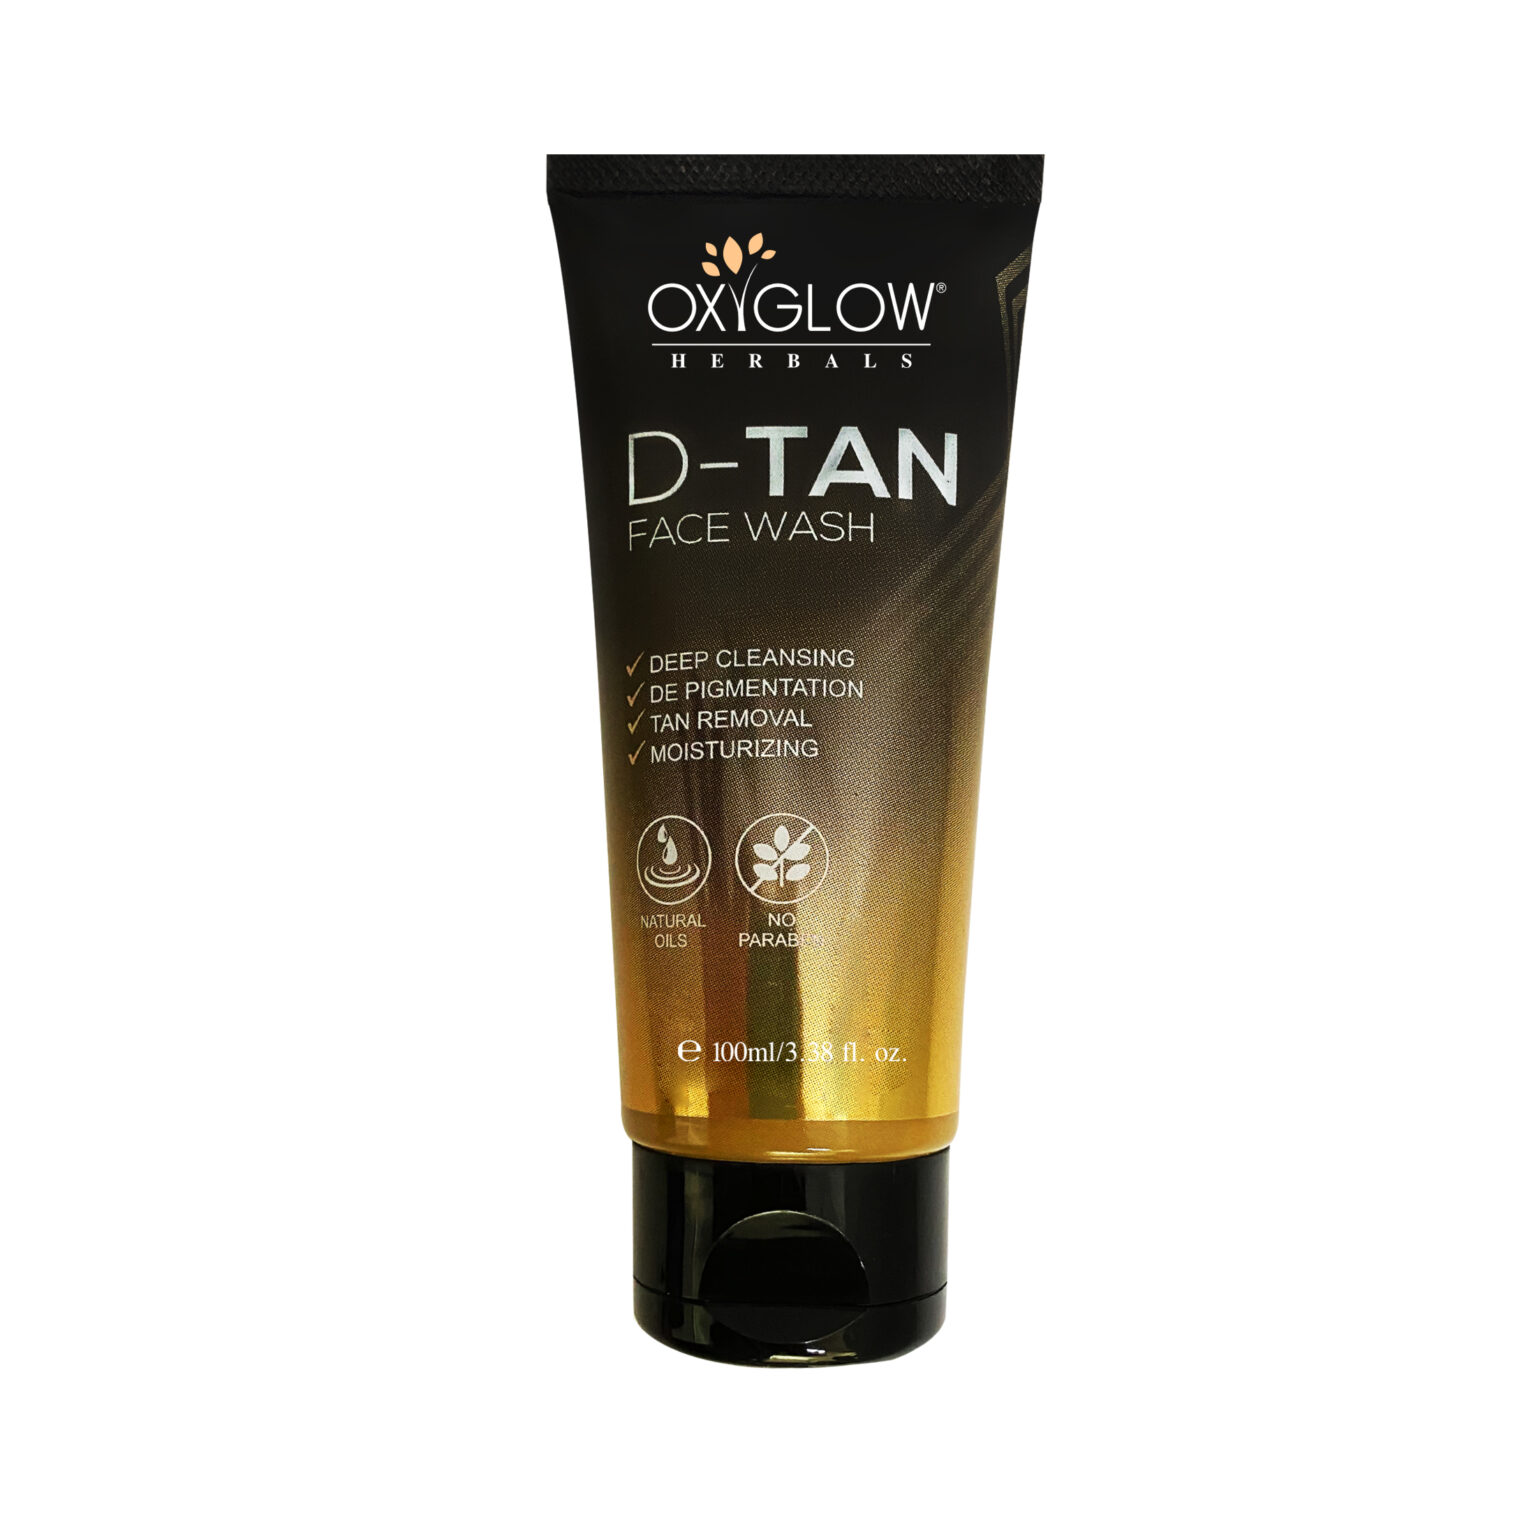 OXYGLOW®
HERBALS
D-TAN
FACE WASH
✓ DEEP CLEANSING
✓ DE PIGMENTATION
✓ TAN REMOVAL
✓ MOISTURIZING
NATURAL
OILS
NO
PARABEN
℮ 100ml/3.38 fl. oz.